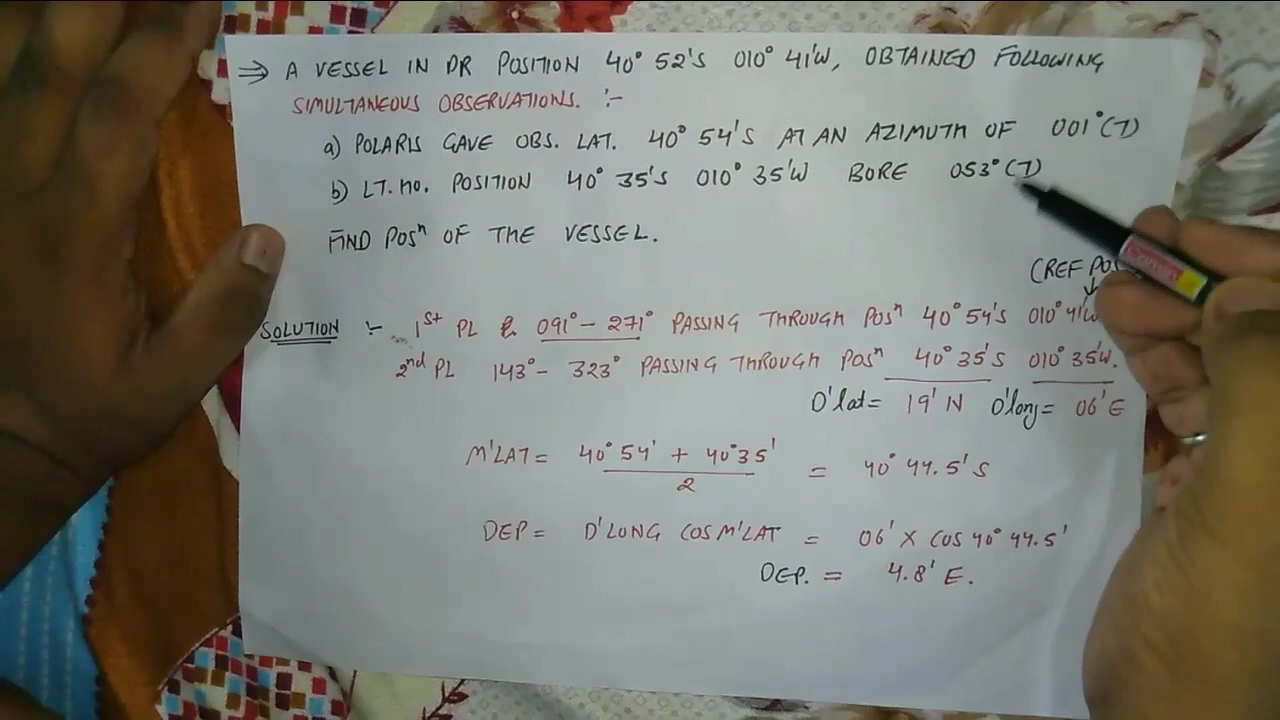 ⇒ A VESSEL IN DR POSITION 40° 52'S 010° 41'W, OBTAINED FOLLOWING
SIMULTANEOUS OBSERVATIONS. :-
a) POLARIS GAVE OBS. LAT. 40° 54'S AT AN AZIMUTH OF 001°(T)
b) LT. HO. POSITION 40° 35'S 010° 35'W BORE 053°(T)
FIND POSⁿ OF THE VESSEL.
(REF PO
SOLUTION :- 1st PL 091° - 271° PASSING THROUGH POSⁿ 40° 54'S 010° 41'W
2nd PL 143° - 323° PASSING THROUGH POSⁿ 40° 35'S 010° 35'W.
D'lat = 19' N D'long = 06' E
M'LAT = 40° 54' + 40° 35' / 2 = 40° 44.5' S
DEP = D'LONG COS M'LAT = 06' X COS 40° 44.5'
DEP. = 4.8' E.